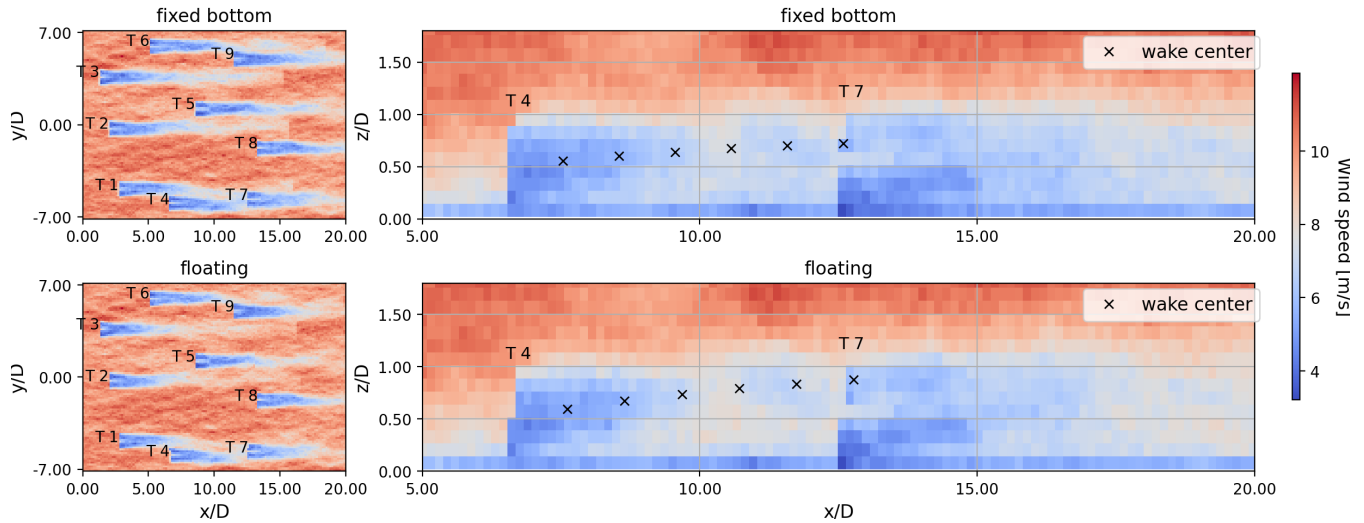 fixed bottom
7.00
0.00
-7.00
y/D
T 6
T 9
T 3
T 5
T 2
T 8
T 1
T 4
T 7
0.00 5.00 10.00 15.00 20.00
fixed bottom
1.50
1.00
0.50
0.00
z/D
T 4
T 7
wake center
5.00 10.00 15.00 20.00
floating
7.00
0.00
-7.00
y/D
T 6
T 9
T 3
T 5
T 2
T 8
T 1
T 4
T 7
0.00 5.00 10.00 15.00 20.00
x/D
floating
1.50
1.00
0.50
0.00
z/D
T 4
T 7
wake center
5.00 10.00 15.00 20.00
x/D
10
8
6
4
Wind speed [m/s]